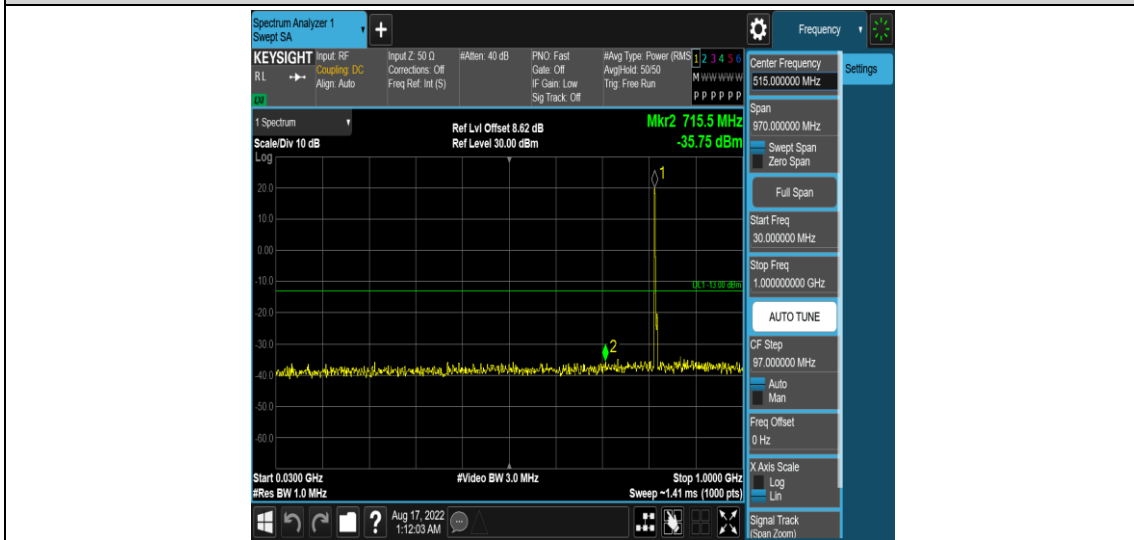 Spectrum Analyzer 1
Swept SA
Frequency
KEYSIGHT
RL
LXI
Input: RF
Coupling: DC
Align: Auto
Input Z: 50 Ω
Corrections: Off
Freq Ref: Int (S)
#Atten: 40 dB
PNO: Fast
Gate: Off
IF Gain: Low
Sig Track: Off
#Avg Type: Power (RMS
Avg|Hold: 50/50
Trig: Free Run
1 2 3 4 5 6
M W W W W W
P P P P P P
1 Spectrum
Scale/Div 10 dB
Log
Ref Lvl Offset 8.62 dB
Ref Level 30.00 dBm
Mkr2 715.5 MHz
-35.75 dBm
1
20.0
10.0
0.00
-10.0
DL1 -13.00 dBm
-20.0
-30.0
2
-40.0
-50.0
-60.0
Start 0.0300 GHz
#Res BW 1.0 MHz
#Video BW 3.0 MHz
Stop 1.0000 GHz
Sweep ~1.41 ms (1000 pts)
Center Frequency
515.000000 MHz
Settings
Span
970.000000 MHz
Swept Span
Zero Span
Full Span
Start Freq
30.000000 MHz
Stop Freq
1.000000000 GHz
AUTO TUNE
CF Step
97.000000 MHz
Auto
Man
Freq Offset
0 Hz
X Axis Scale
Log
Lin
Signal Track
(Span Zoom)
?
Aug 17, 2022
1:12:03 AM